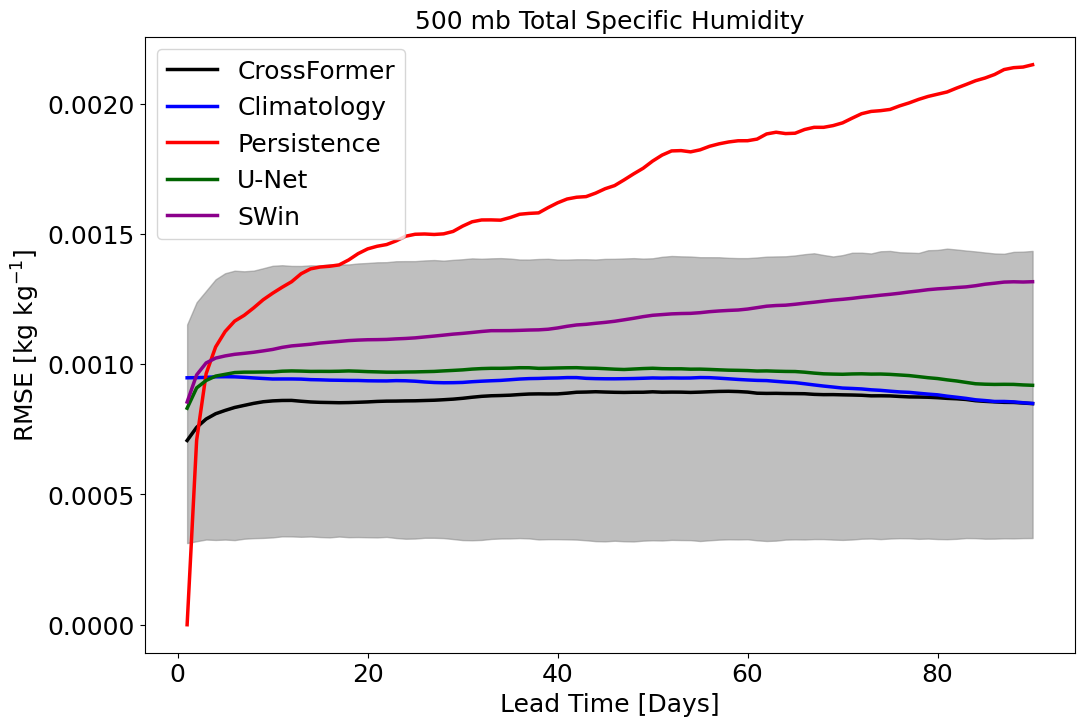 500 mb Total Specific Humidity
CrossFormer
Climatology
Persistence
U-Net
SWin
RMSE [kg kg⁻¹]
0.0020
0.0015
0.0010
0.0005
0.0000
0 20 40 60 80
Lead Time [Days]